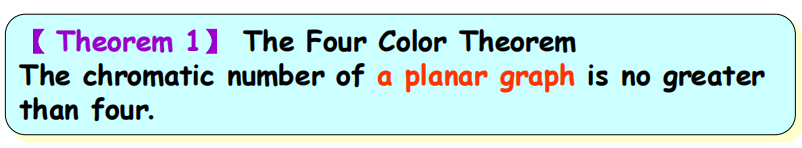 【 Theorem 1】 The Four Color Theorem
The chromatic number of a planar graph is no greater
than four.